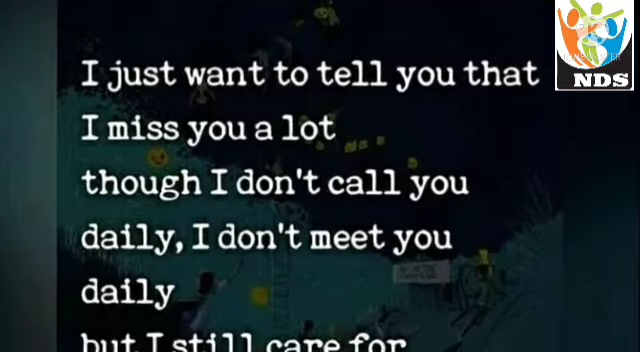 I just want to tell you that
I miss you a lot
though I don't call you
daily, I don't meet you
daily
but I still care for
NDS